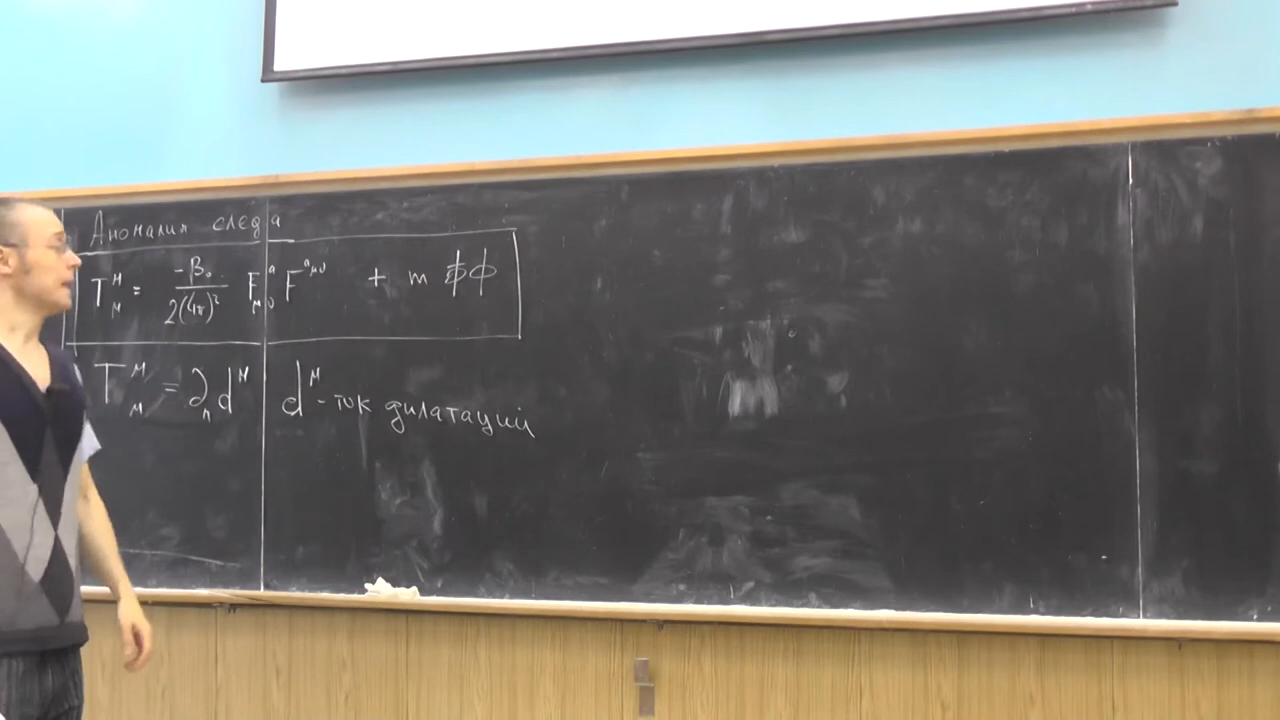 Аномалия следа
T^μ_μ = -β₀/2(4π)² F^a_μν F^aμν + m ϕ̄ϕ
T^μ_μ = ∂_μ d^μ d^μ - ток дилатаций